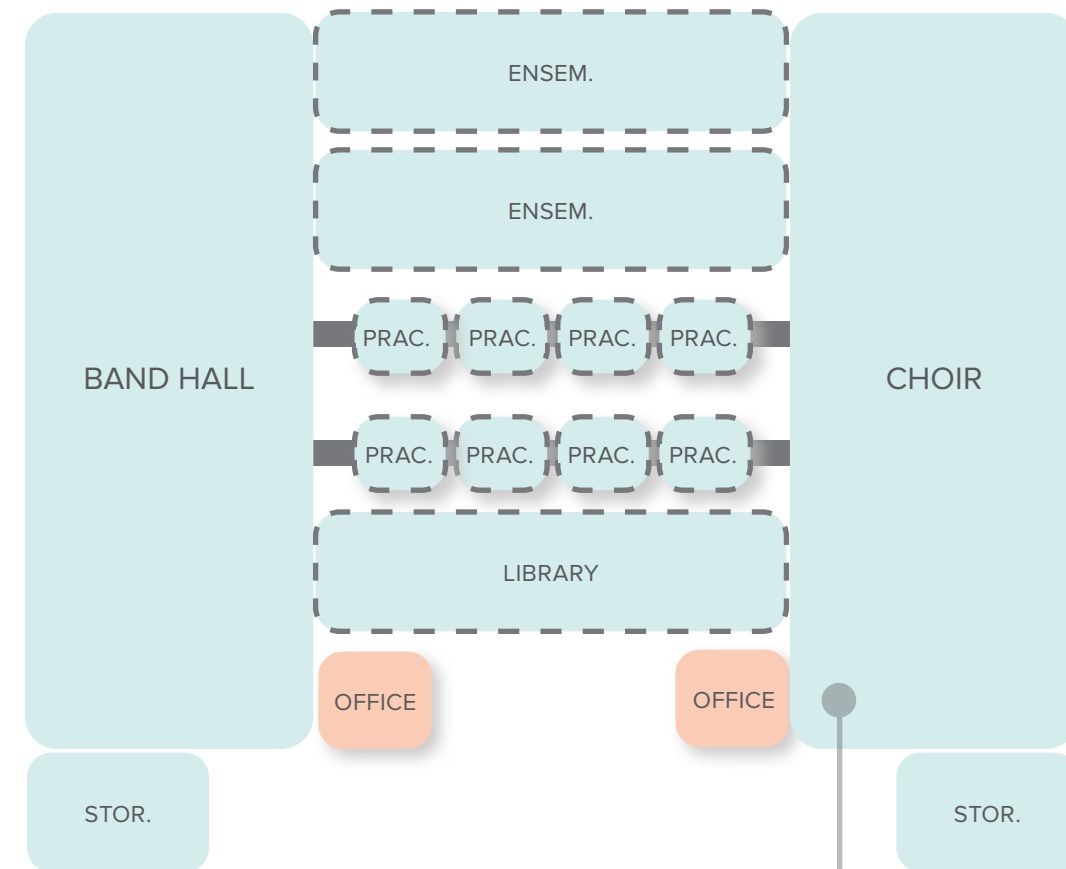 ENSEM.
ENSEM.
PRAC. PRAC. PRAC. PRAC.
BAND HALL
CHOIR
PRAC. PRAC. PRAC. PRAC.
LIBRARY
OFFICE
OFFICE
STOR.
STOR.